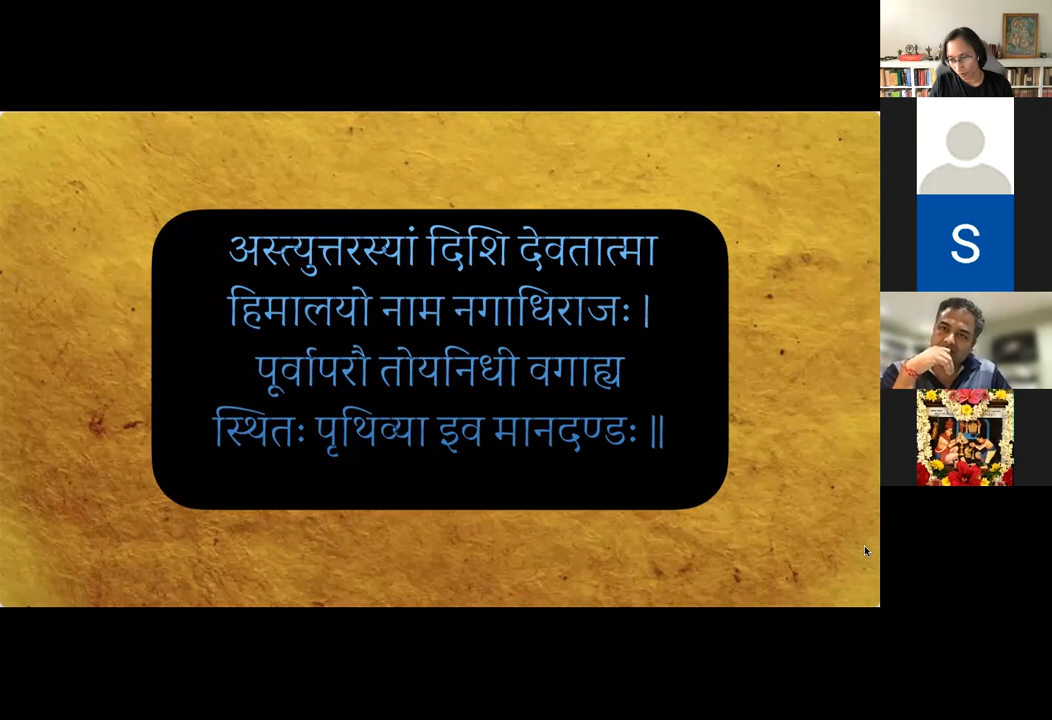 अस्त्युत्तरस्यां दिशि देवतात्मा
हिमालयो नाम नगाधिराजः |
पूर्वापरौ तोयनिधी वगाह्य
स्थितः पृथिव्या इव मानदण्डः ||
S